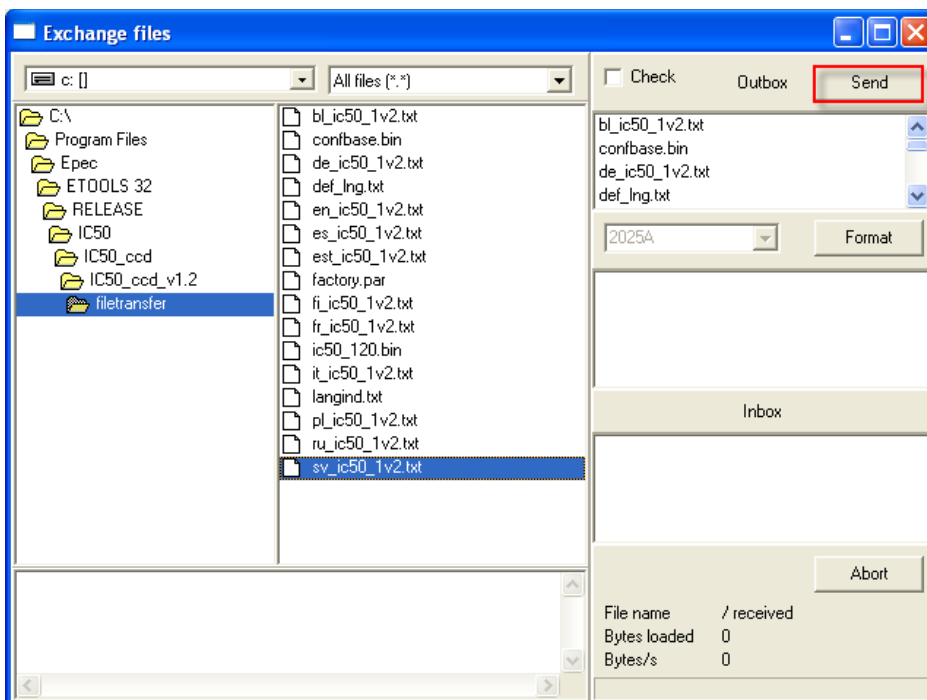 Exchange files
c: []
All files (*.*)
C:\
Program Files
Epec
ETOOLS 32
RELEASE
IC50
IC50_ccd
IC50_ccd_v1.2
filetransfer
bl_ic50_1v2.txt
confbase.bin
de_ic50_1v2.txt
def_lng.txt
en_ic50_1v2.txt
es_ic50_1v2.txt
est_ic50_1v2.txt
factory.par
fi_ic50_1v2.txt
fr_ic50_1v2.txt
ic50_120.bin
it_ic50_1v2.txt
langind.txt
pl_ic50_1v2.txt
ru_ic50_1v2.txt
sv_ic50_1v2.txt
Check Outbox Send
bl_ic50_1v2.txt
confbase.bin
de_ic50_1v2.txt
def_lng.txt
2025A Format
Inbox
Abort
File name / received
Bytes loaded 0
Bytes/s 0